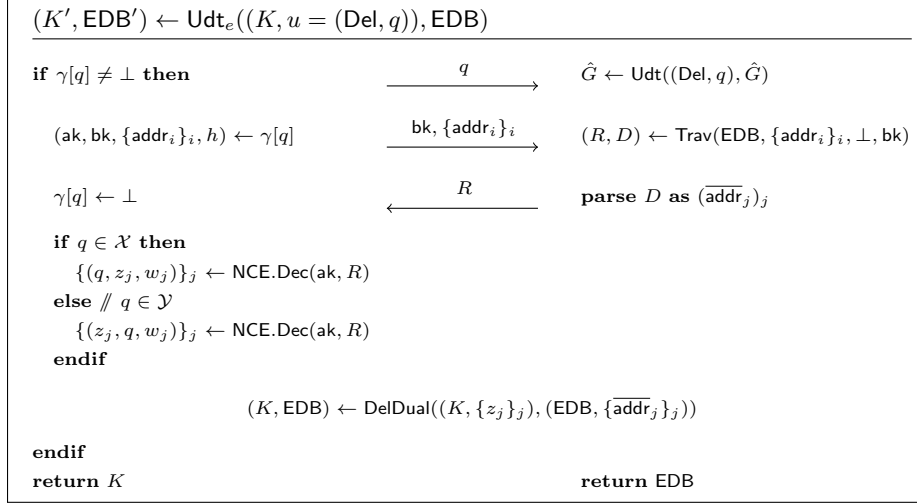 (K′, EDB′) ← Udt_e((K, u = (Del, q)), EDB)
if γ[q] ≠ ⊥ then q Ĝ ← Udt((Del, q), Ĝ)
(ak, bk, {addr_i}_i, h) ← γ[q] bk, {addr_i}_i (R, D) ← Trav(EDB, {addr_i}_i, ⊥, bk)
γ[q] ← ⊥ R parse D as (\overline{addr}_j)_j
if q ∈ 𝒳 then
{(q, z_j, w_j)}_j ← NCE.Dec(ak, R)
else // q ∈ 𝒴
{(z_j, q, w_j)}_j ← NCE.Dec(ak, R)
endif
(K, EDB) ← DelDual((K, {z_j}_j), (EDB, {\overline{addr}_j}_j))
endif
return K return EDB